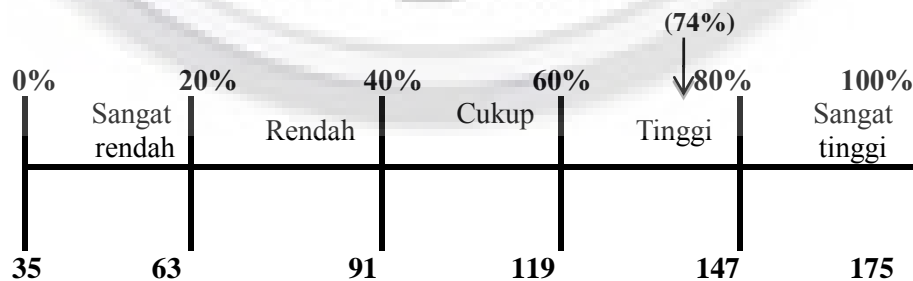 (74%)
0% 20% 40% 60% 80% 100%
Sangat rendah
Rendah
Cukup
Tinggi
Sangat tinggi
35 63 91 119 147 175